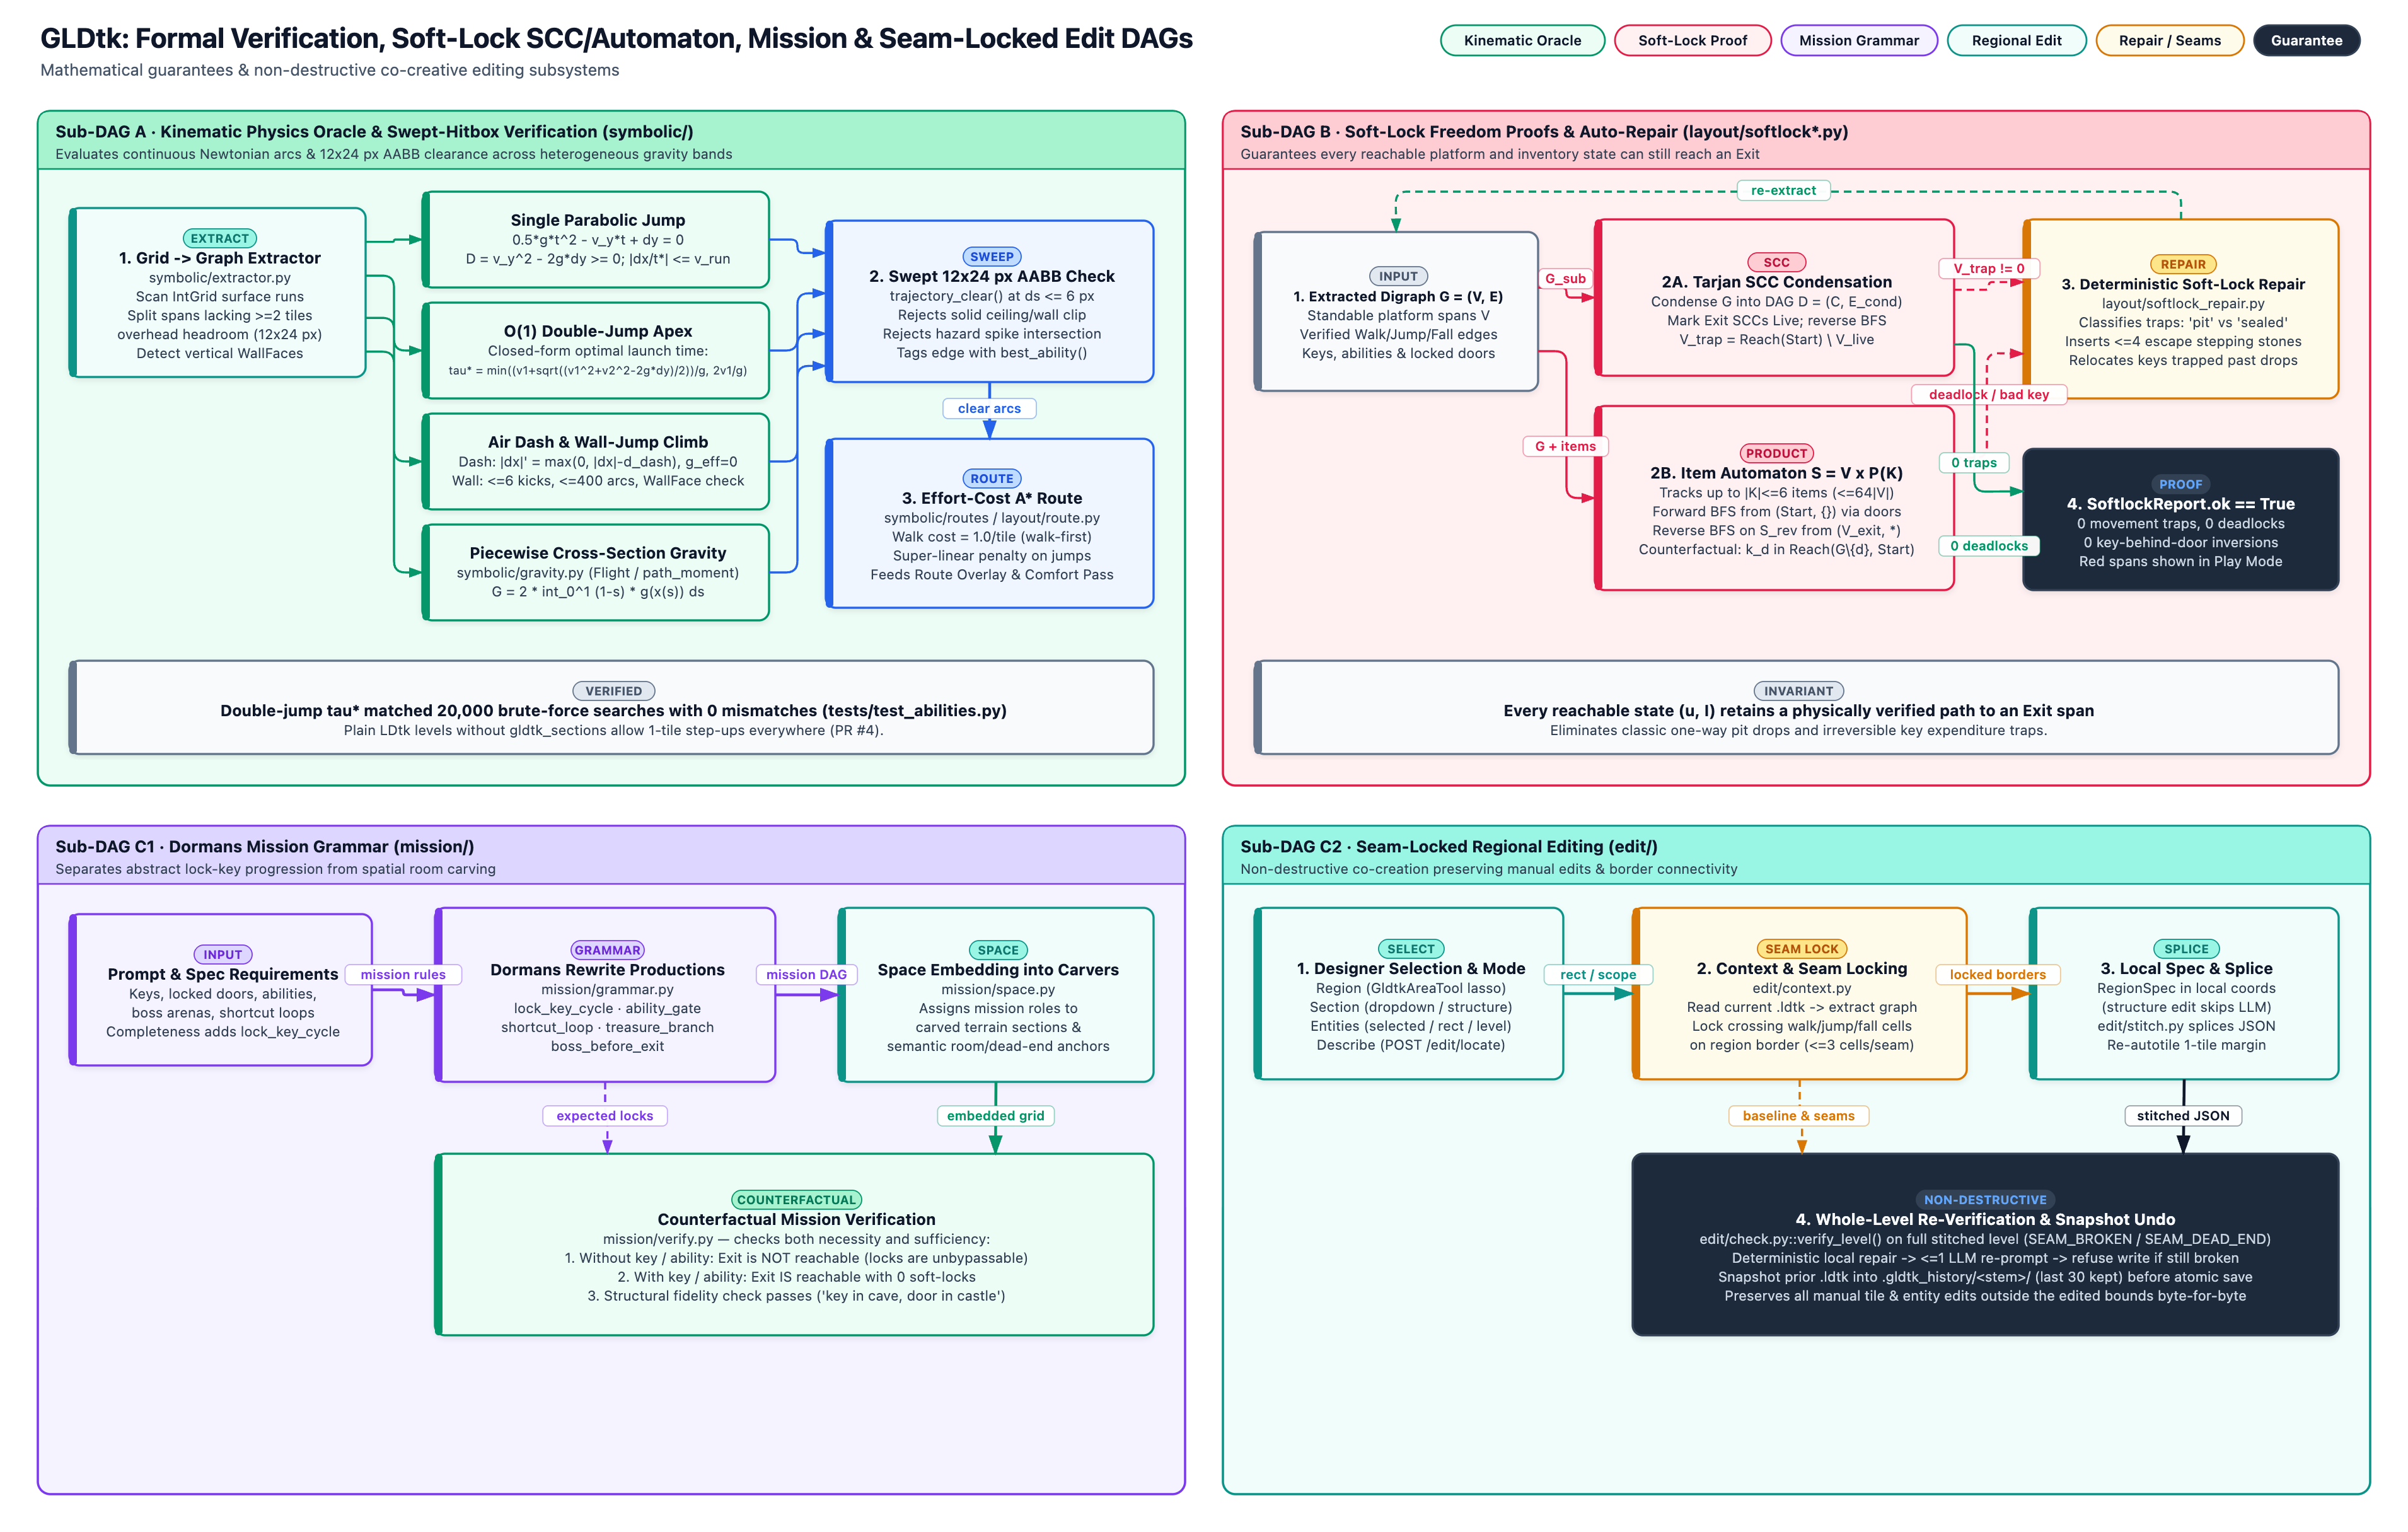 GLDtk: Formal Verification, Soft-Lock SCC/Automaton, Mission & Seam-Locked Edit DAGs
Mathematical guarantees & non-destructive co-creative editing subsystems
Kinematic Oracle
Soft-Lock Proof
Mission Grammar
Regional Edit
Repair / Seams
Guarantee
Sub-DAG A · Kinematic Physics Oracle & Swept-Hitbox Verification (symbolic/)
Evaluates continuous Newtonian arcs & 12x24 px AABB clearance across heterogeneous gravity bands
EXTRACT
1. Grid -> Graph Extractor
symbolic/extractor.py
Scan IntGrid surface runs
Split spans lacking >=2 tiles
overhead headroom (12x24 px)
Detect vertical WallFaces
Single Parabolic Jump
0.5*g*t^2 - v_y*t + dy = 0
D = v_y^2 - 2g*dy >= 0; |dx/t*| <= v_run
O(1) Double-Jump Apex
Closed-form optimal launch time:
tau* = min((v1+sqrt((v1^2+v2^2-2g*dy)/2))/g, 2v1/g)
Air Dash & Wall-Jump Climb
Dash: |dx|' = max(0, |dx|-d_dash), g_eff=0
Wall: <=6 kicks, <=400 arcs, WallFace check
Piecewise Cross-Section Gravity
symbolic/gravity.py (Flight / path_moment)
G = 2 * int_0^1 (1-s) * g(x(s)) ds
SWEEP
2. Swept 12x24 px AABB Check
trajectory_clear() at ds <= 6 px
Rejects solid ceiling/wall clip
Rejects hazard spike intersection
Tags edge with best_ability()
clear arcs
ROUTE
3. Effort-Cost A* Route
symbolic/routes / layout/route.py
Walk cost = 1.0/tile (walk-first)
Super-linear penalty on jumps
Feeds Route Overlay & Comfort Pass
VERIFIED
Double-jump tau* matched 20,000 brute-force searches with 0 mismatches (tests/test_abilities.py)
Plain LDtk levels without gldtk_sections allow 1-tile step-ups everywhere (PR #4).
Sub-DAG B · Soft-Lock Freedom Proofs & Auto-Repair (layout/softlock*.py)
Guarantees every reachable platform and inventory state can still reach an Exit
re-extract
INPUT
1. Extracted Digraph G = (V, E)
Standable platform spans V
Verified Walk/Jump/Fall edges
Keys, abilities & locked doors
G_sub
G + items
SCC
2A. Tarjan SCC Condensation
Condense G into DAG D = (C, E_cond)
Mark Exit SCCs Live; reverse BFS
V_trap = Reach(Start) \ V_live
PRODUCT
2B. Item Automaton S = V x P(K)
Tracks up to |K|<=6 items (<=64|V|)
Forward BFS from (Start, {}) via doors
Reverse BFS on S_rev from (V_exit, *)
Counterfactual: k_d in Reach(G\{d}, Start)
V_trap != 0
deadlock / bad key
0 traps
0 deadlocks
REPAIR
3. Deterministic Soft-Lock Repair
layout/softlock_repair.py
Classifies traps: 'pit' vs 'sealed'
Inserts <=4 escape stepping stones
Relocates keys trapped past drops
PROOF
4. SoftlockReport.ok == True
0 movement traps, 0 deadlocks
0 key-behind-door inversions
Red spans shown in Play Mode
INVARIANT
Every reachable state (u, I) retains a physically verified path to an Exit span
Eliminates classic one-way pit drops and irreversible key expenditure traps.
Sub-DAG C1 · Dormans Mission Grammar (mission/)
Separates abstract lock-key progression from spatial room carving
INPUT
Prompt & Spec Requirements
Keys, locked doors, abilities,
boss arenas, shortcut loops
Completeness adds lock_key_cycle
mission rules
GRAMMAR
Dormans Rewrite Productions
mission/grammar.py
lock_key_cycle · ability_gate
shortcut_loop · treasure_branch
boss_before_exit
mission DAG
SPACE
Space Embedding into Carvers
mission/space.py
Assigns mission roles to
carved terrain sections &
semantic room/dead-end anchors
expected locks
embedded grid
COUNTERFACTUAL
Counterfactual Mission Verification
mission/verify.py — checks both necessity and sufficiency:
1. Without key / ability: Exit is NOT reachable (locks are unbypassable)
2. With key / ability: Exit IS reachable with 0 soft-locks
3. Structural fidelity check passes ('key in cave, door in castle')
Sub-DAG C2 · Seam-Locked Regional Editing (edit/)
Non-destructive co-creation preserving manual edits & border connectivity
SELECT
1. Designer Selection & Mode
Region (GldtkAreaTool lasso)
Section (dropdown / structure)
Entities (selected / rect / level)
Describe (POST /edit/locate)
rect / scope
SEAM LOCK
2. Context & Seam Locking
edit/context.py
Read current .ldtk -> extract graph
Lock crossing walk/jump/fall cells
on region border (<=3 cells/seam)
locked borders
SPLICE
3. Local Spec & Splice
RegionSpec in local coords
(structure edit skips LLM)
edit/stitch.py splices JSON
Re-autotile 1-tile margin
baseline & seams
stitched JSON
NON-DESTRUCTIVE
4. Whole-Level Re-Verification & Snapshot Undo
edit/check.py::verify_level() on full stitched level (SEAM_BROKEN / SEAM_DEAD_END)
Deterministic local repair -> <=1 LLM re-prompt -> refuse write if still broken
Snapshot prior .ldtk into .gldtk_history/<stem>/ (last 30 kept) before atomic save
Preserves all manual tile & entity edits outside the edited bounds byte-for-byte